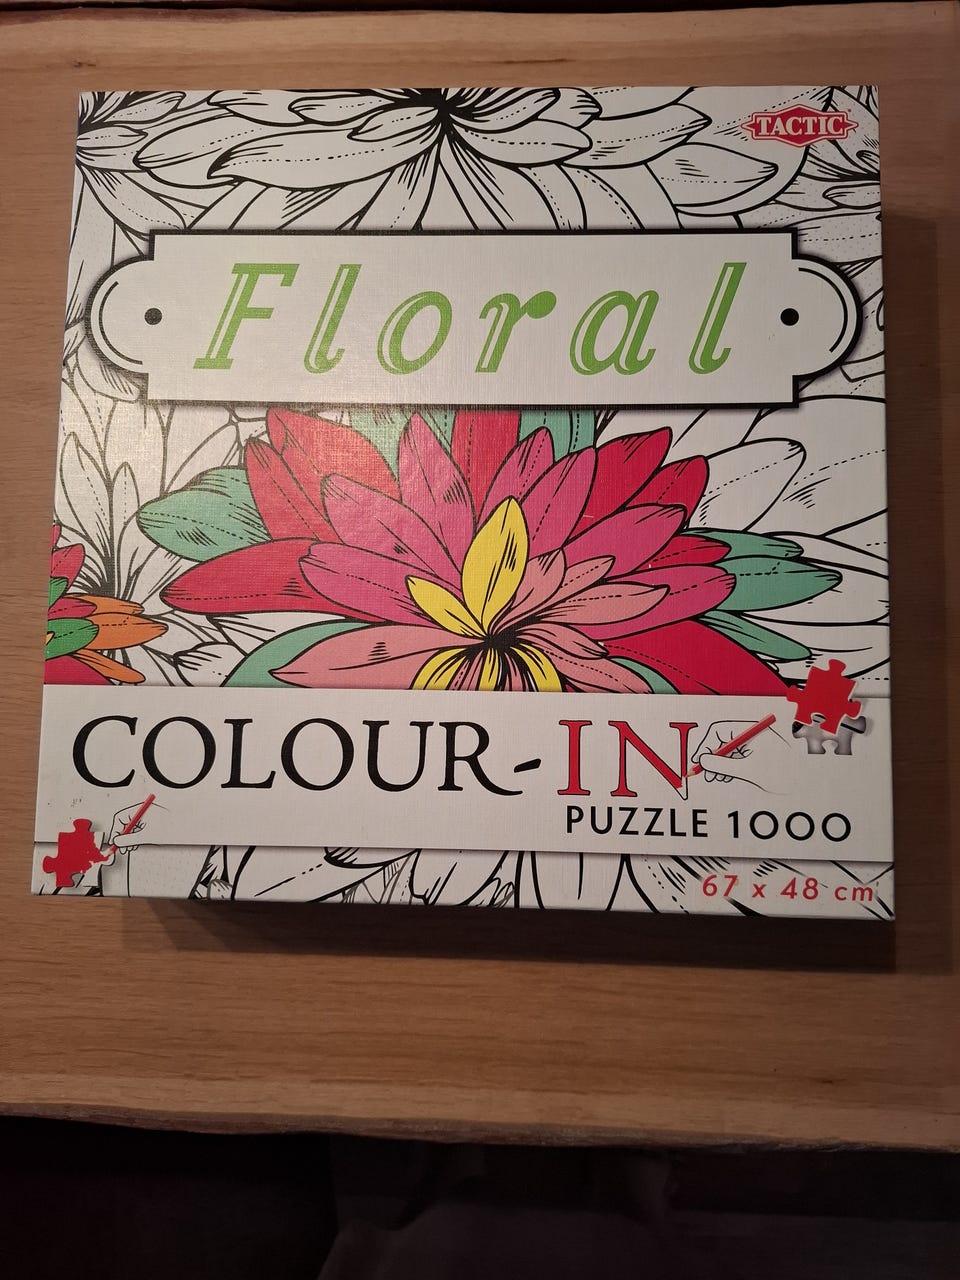 TACTIC
Floral
COLOUR-IN
PUZZLE 1000
67 x 48 cm